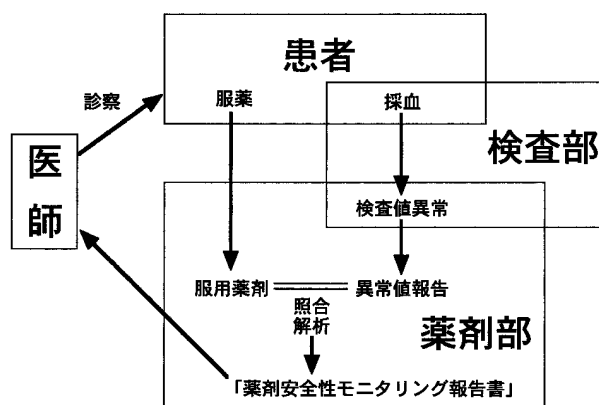 患者
診察
服薬
採血
医師
検査部
検査値異常
服用薬剤
異常値報告
照合
解析
薬剤部
「薬剤安全性モニタリング報告書」